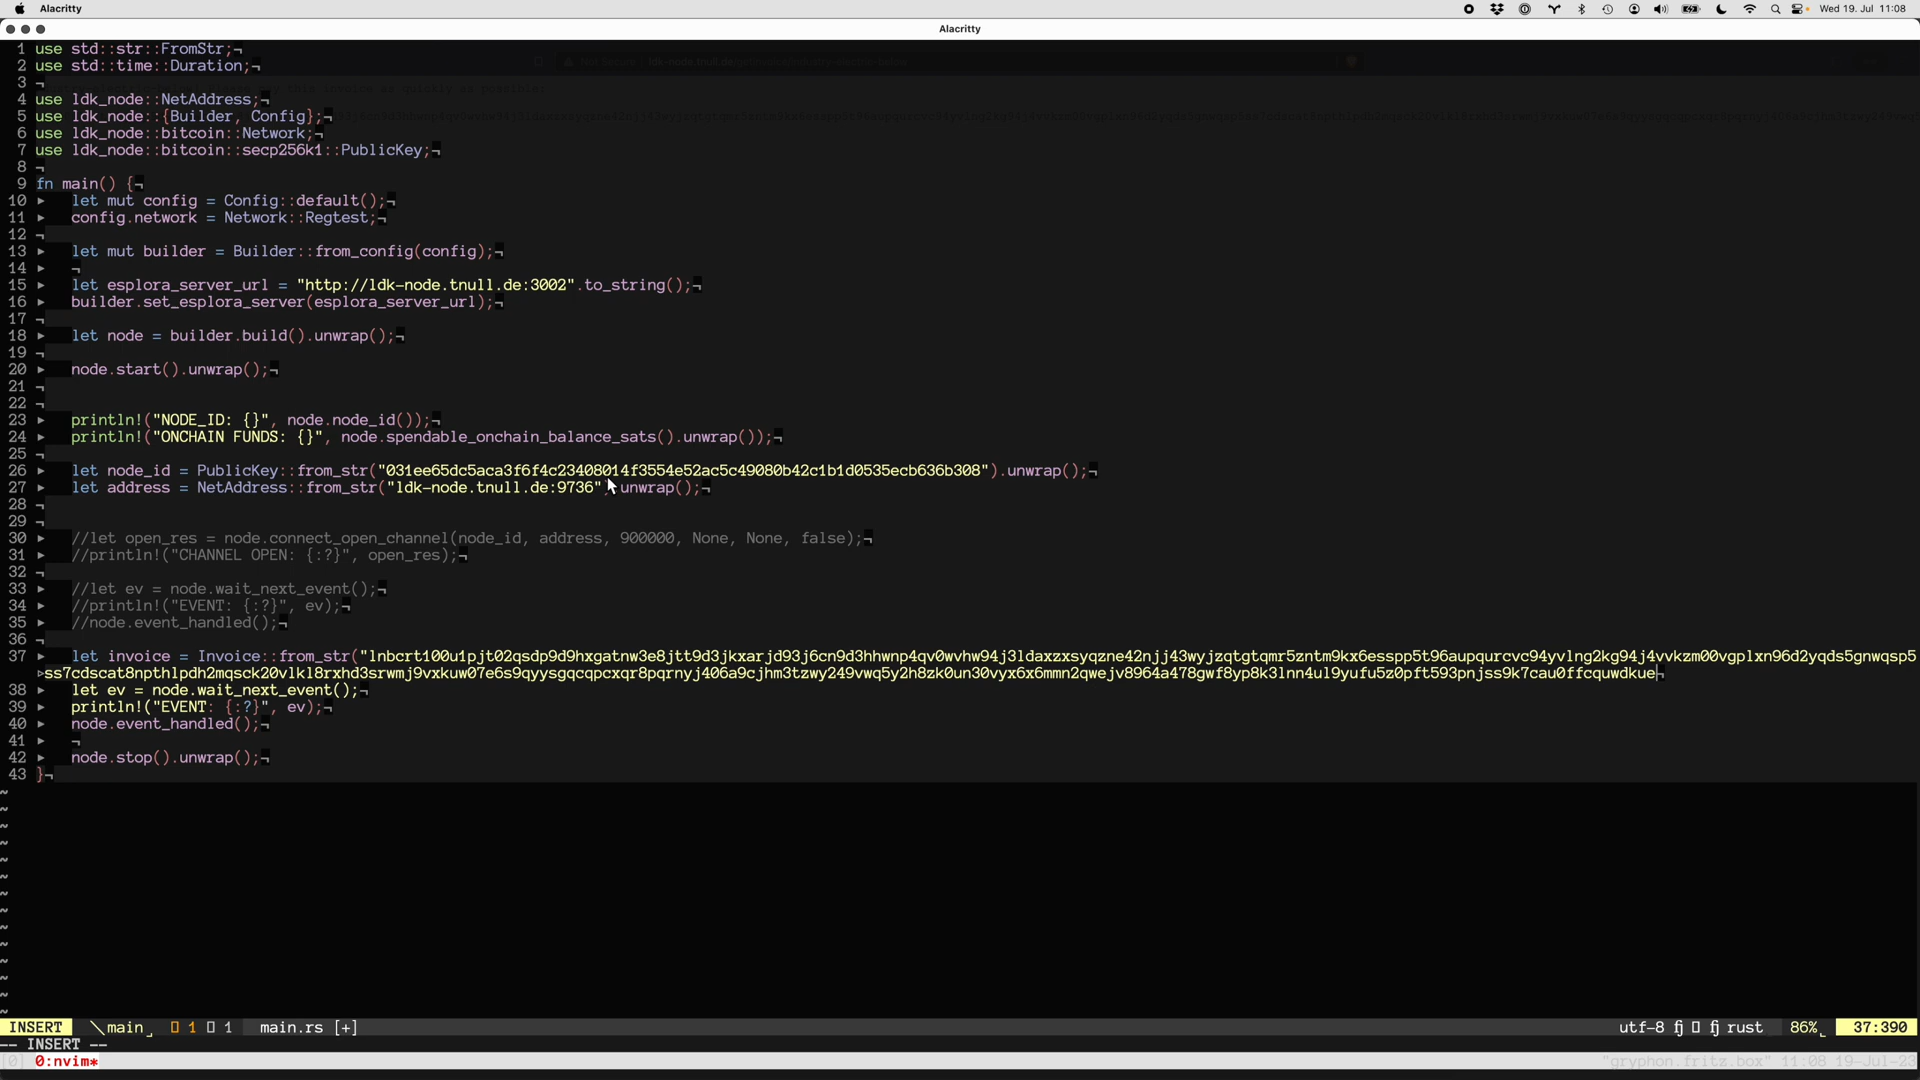 Alacritty
Wed 19. Jul 11:08
Alacritty
1 use std::str::FromStr;¬
2 use std::time::Duration;¬
3 ¬
4 use ldk_node::NetAddress;¬
5 use ldk_node::{Builder, Config};¬
6 use ldk_node::bitcoin::Network;¬
7 use ldk_node::bitcoin::secp256k1::PublicKey;¬
8 ¬
9 fn main() {¬
10 ▸ let mut config = Config::default();¬
11 ▸ config.network = Network::Regtest;¬
12 ¬
13 ▸ let mut builder = Builder::from_config(config);¬
14 ▸ ¬
15 ▸ let esplora_server_url = "http://ldk-node.tnull.de:3002".to_string();¬
16 ▸ builder.set_esplora_server(esplora_server_url);¬
17 ¬
18 ▸ let node = builder.build().unwrap();¬
19 ¬
20 ▸ node.start().unwrap();¬
21 ¬
22 ¬
23 ▸ println!("NODE_ID: {}", node.node_id());¬
24 ▸ println!("ONCHAIN FUNDS: {}", node.spendable_onchain_balance_sats().unwrap());¬
25 ¬
26 ▸ let node_id = PublicKey::from_str("031ee65dc5aca3f6f4c23408014f3554e52ac5c49080b42c1b1d0535ecb636b308").unwrap();¬
27 ▸ let address = NetAddress::from_str("ldk-node.tnull.de:9736").unwrap();¬
28 ¬
29 ¬
30 ▸ //let open_res = node.connect_open_channel(node_id, address, 900000, None, None, false);¬
31 ▸ //println!("CHANNEL OPEN: {:?}", open_res);¬
32 ¬
33 ▸ //let ev = node.wait_next_event();¬
34 ▸ //println!("EVENT: {:?}", ev);¬
35 ▸ //node.event_handled();¬
36 ¬
37 ▸ let invoice = Invoice::from_str("lnbcrt100u1pjt02qsdp9d9hxgatnw3e8jtt9d3jkxarjd93j6cn9d3hhwnp4qv0wvhw94j3ldaxzxsyqzne42njj43wyjzqtgtqmr5zntm9kx6esspp5t96aupqurcvc94yvlng2kg94j4vvkzm00vgplxn96d2yqds5gnwqsp5
▹ss7cdscat8npthlpdh2mqsck20vlkl8rxhd3srwmj9vxkuw07e6s9qyysgqcqpcxqr8pqrnyj406a9cjhm3tzwy249vwq5y2h8zk0un30vyx6x6mmn2qwejv8964a478gwf8yp8k3lnn4ul9yufu5z0pft593pnjss9k7cau0ffcquwdkue¬
38 ▸ let ev = node.wait_next_event();¬
39 ▸ println!("EVENT: {:?}", ev);¬
40 ▸ node.event_handled();¬
41 ▸ ¬
42 ▸ node.stop().unwrap();¬
43 }¬
INSERT main 1 1 main.rs [+] utf-8 rust 86% 37:390
-- INSERT --
[0] 0:nvim* "gryphon.fritz.box" 11:08 19-Jul-23